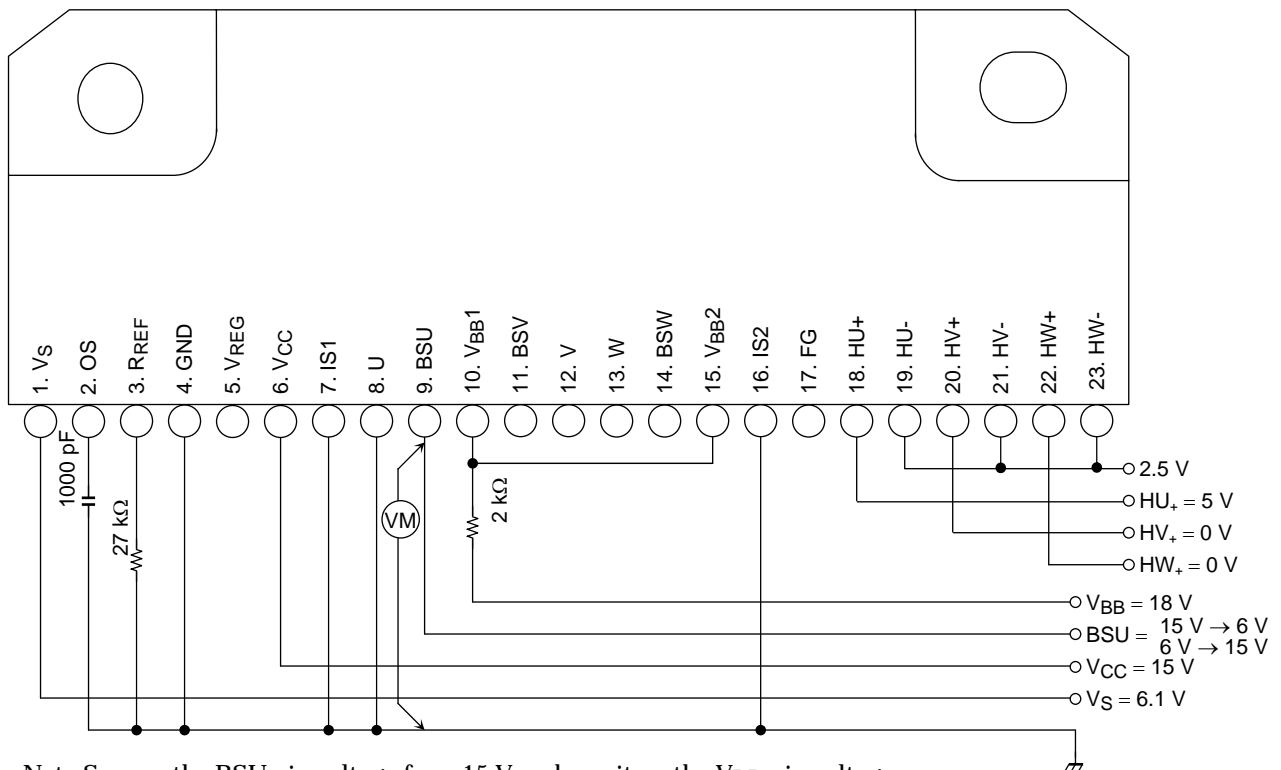 1. VS
2. OS
3. RREF
4. GND
5. VREG
6. VCC
7. IS1
8. U
9. BSU
10. VBB1
11. BSV
12. V
13. W
14. BSW
15. VBB2
16. IS2
17. FG
18. HU+
19. HU-
20. HV+
21. HV-
22. HW+
23. HW-
1000 pF
27 kΩ
VM
2 kΩ
2.5 V
HU+ = 5 V
HV+ = 0 V
HW+ = 0 V
VBB = 18 V
BSU = 15 V → 6 V
6 V → 15 V
VCC = 15 V
VS = 6.1 V